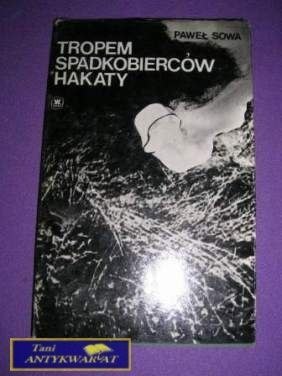 PAWEŁ SOWA
TROPEM
SPADKOBIERCÓW
HAKATY
W
Tani
ANTYKWARIAT